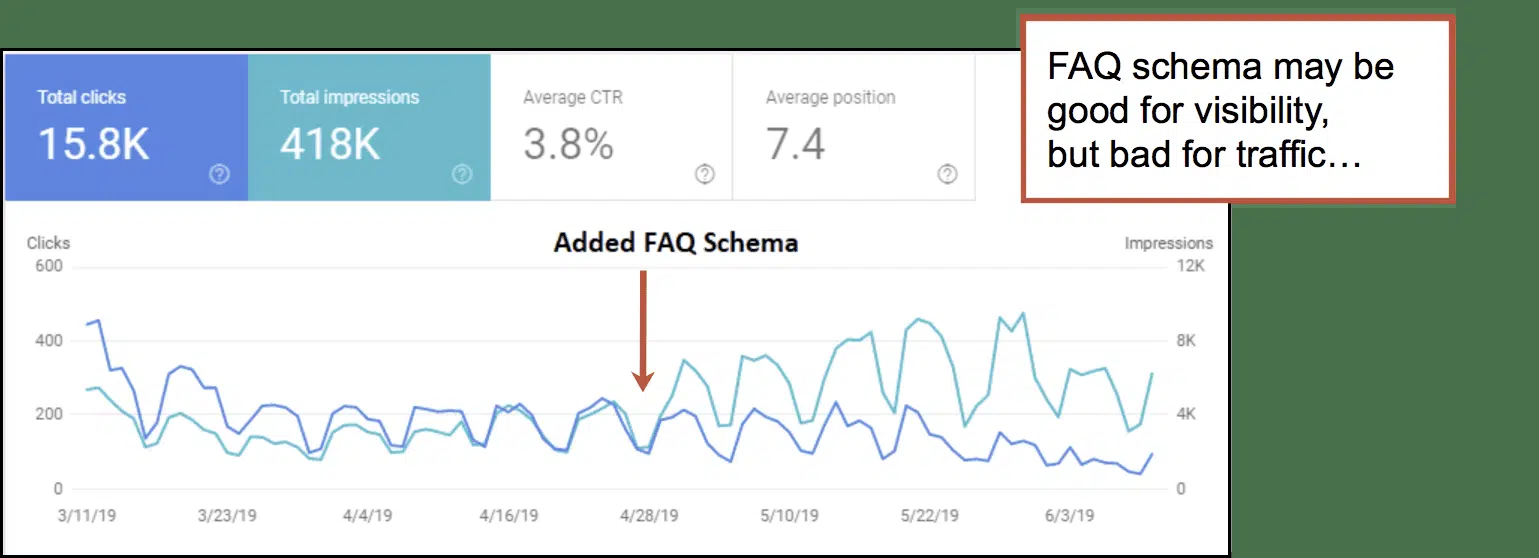 FAQ schema may be
good for visibility,
but bad for traffic…
Total clicks
15.8K
Total impressions
418K
Average CTR
3.8%
Average position
7.4
Clicks
Added FAQ Schema
Impressions
600
12K
400
8K
200
4K
0
0
3/11/19
3/23/19
4/4/19
4/16/19
4/28/19
5/10/19
5/22/19
6/3/19